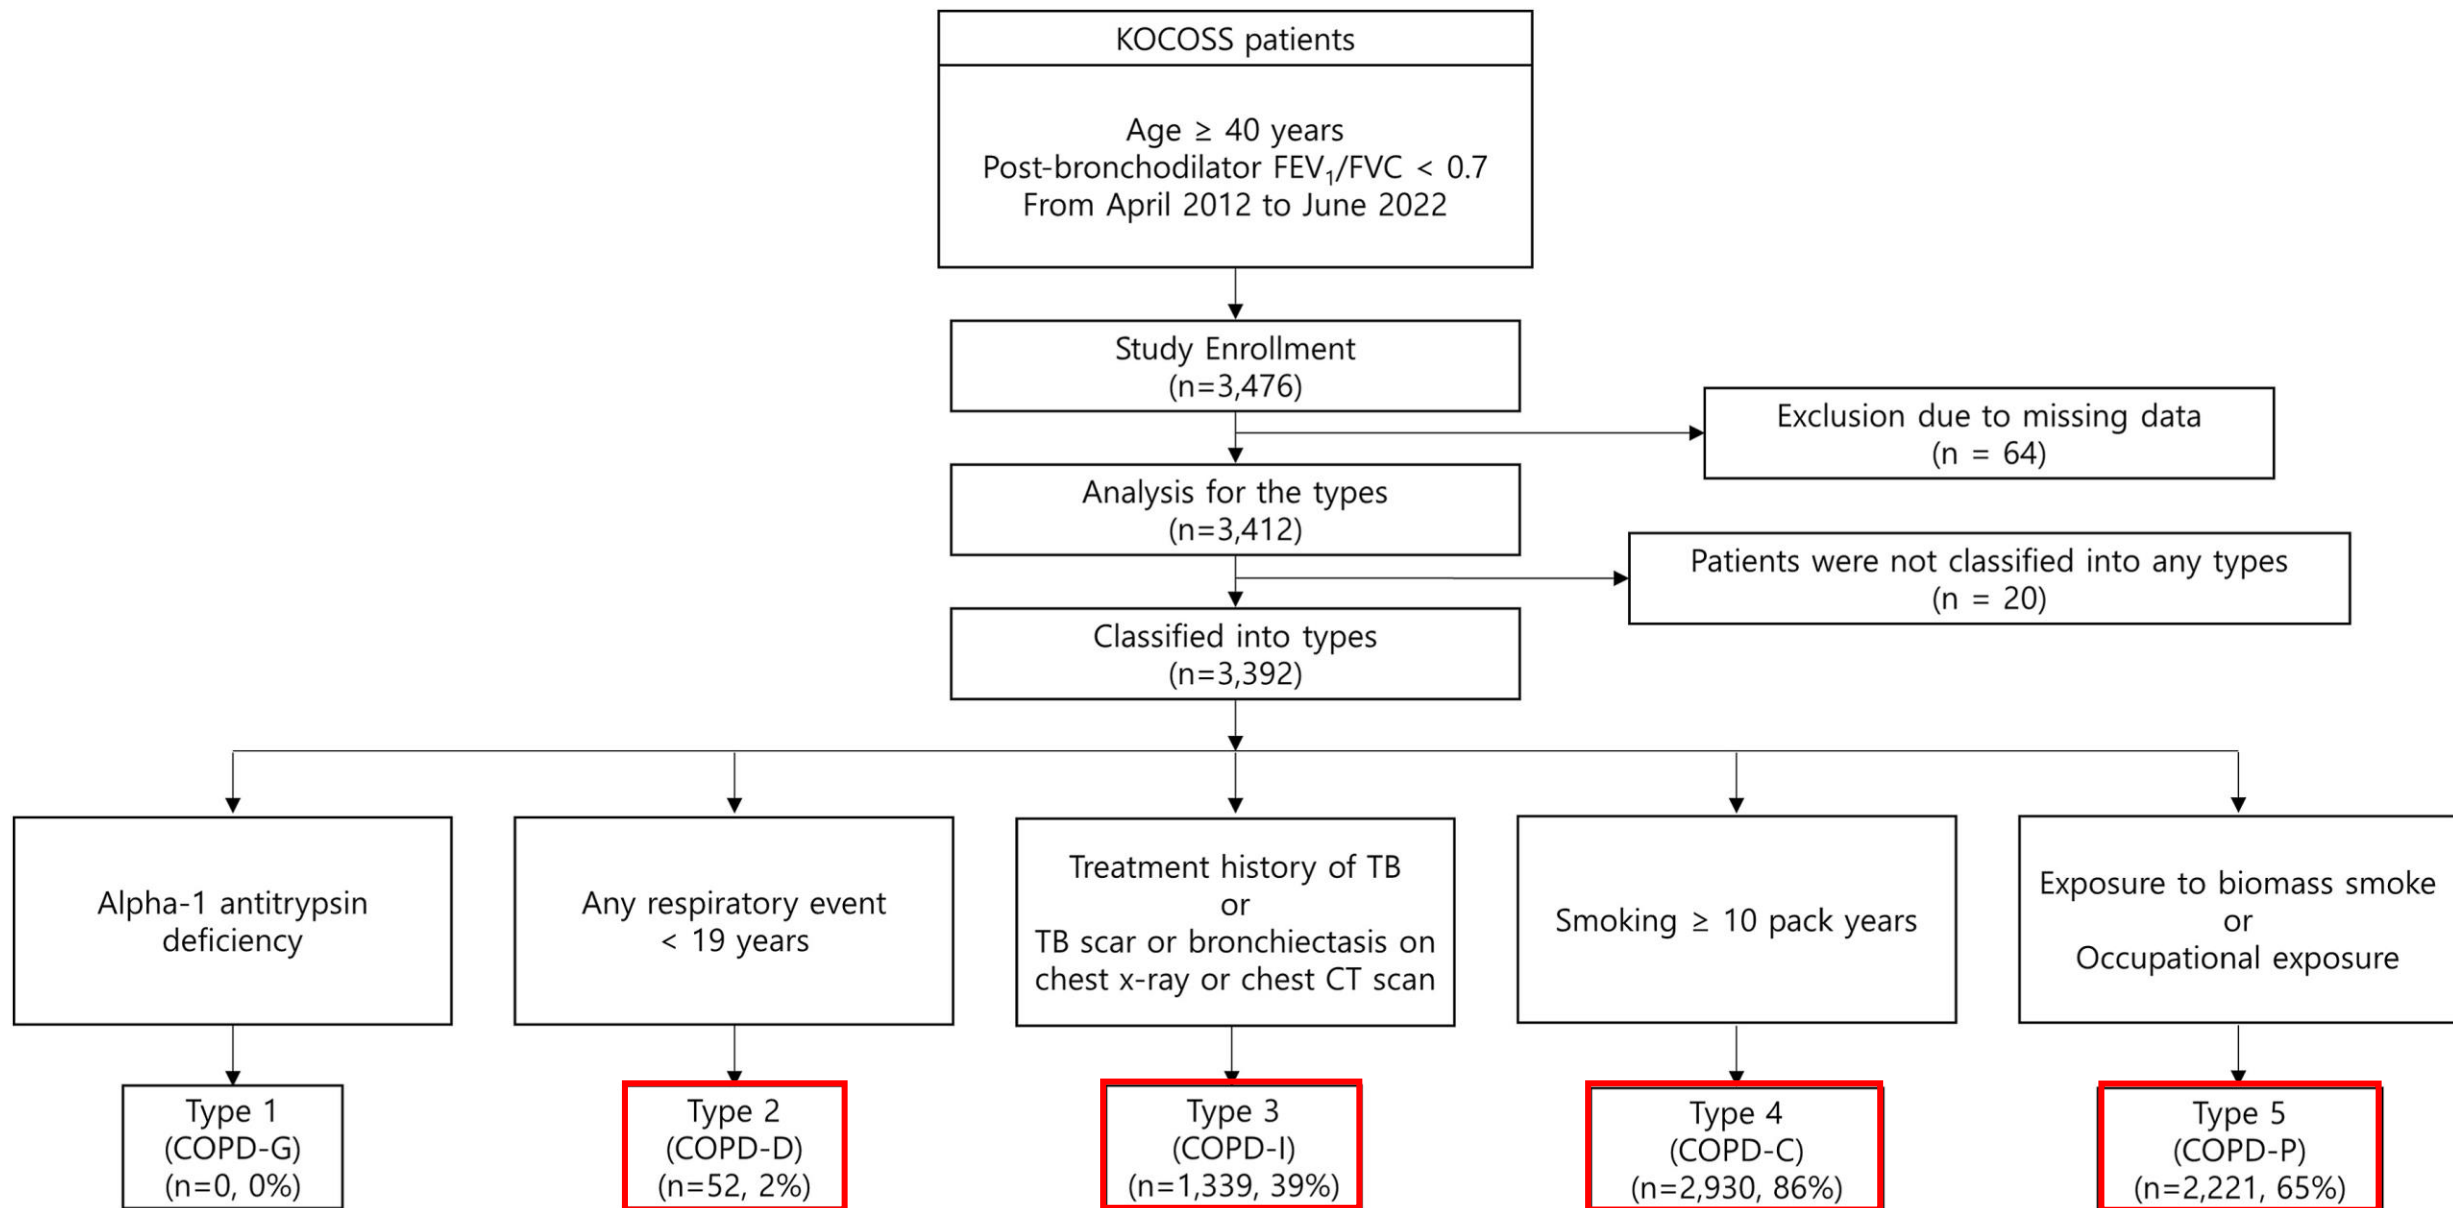 KOCOSS patients
Age ≥ 40 years
Post-bronchodilator FEV₁/FVC < 0.7
From April 2012 to June 2022
Study Enrollment
(n=3,476)
Exclusion due to missing data
(n = 64)
Analysis for the types
(n=3,412)
Patients were not classified into any types
(n = 20)
Classified into types
(n=3,392)
Alpha-1 antitrypsin
deficiency
Any respiratory event
< 19 years
Treatment history of TB
or
TB scar or bronchiectasis on
chest x-ray or chest CT scan
Smoking ≥ 10 pack years
Exposure to biomass smoke
or
Occupational exposure
Type 1
(COPD-G)
(n=0, 0%)
Type 2
(COPD-D)
(n=52, 2%)
Type 3
(COPD-I)
(n=1,339, 39%)
Type 4
(COPD-C)
(n=2,930, 86%)
Type 5
(COPD-P)
(n=2,221, 65%)